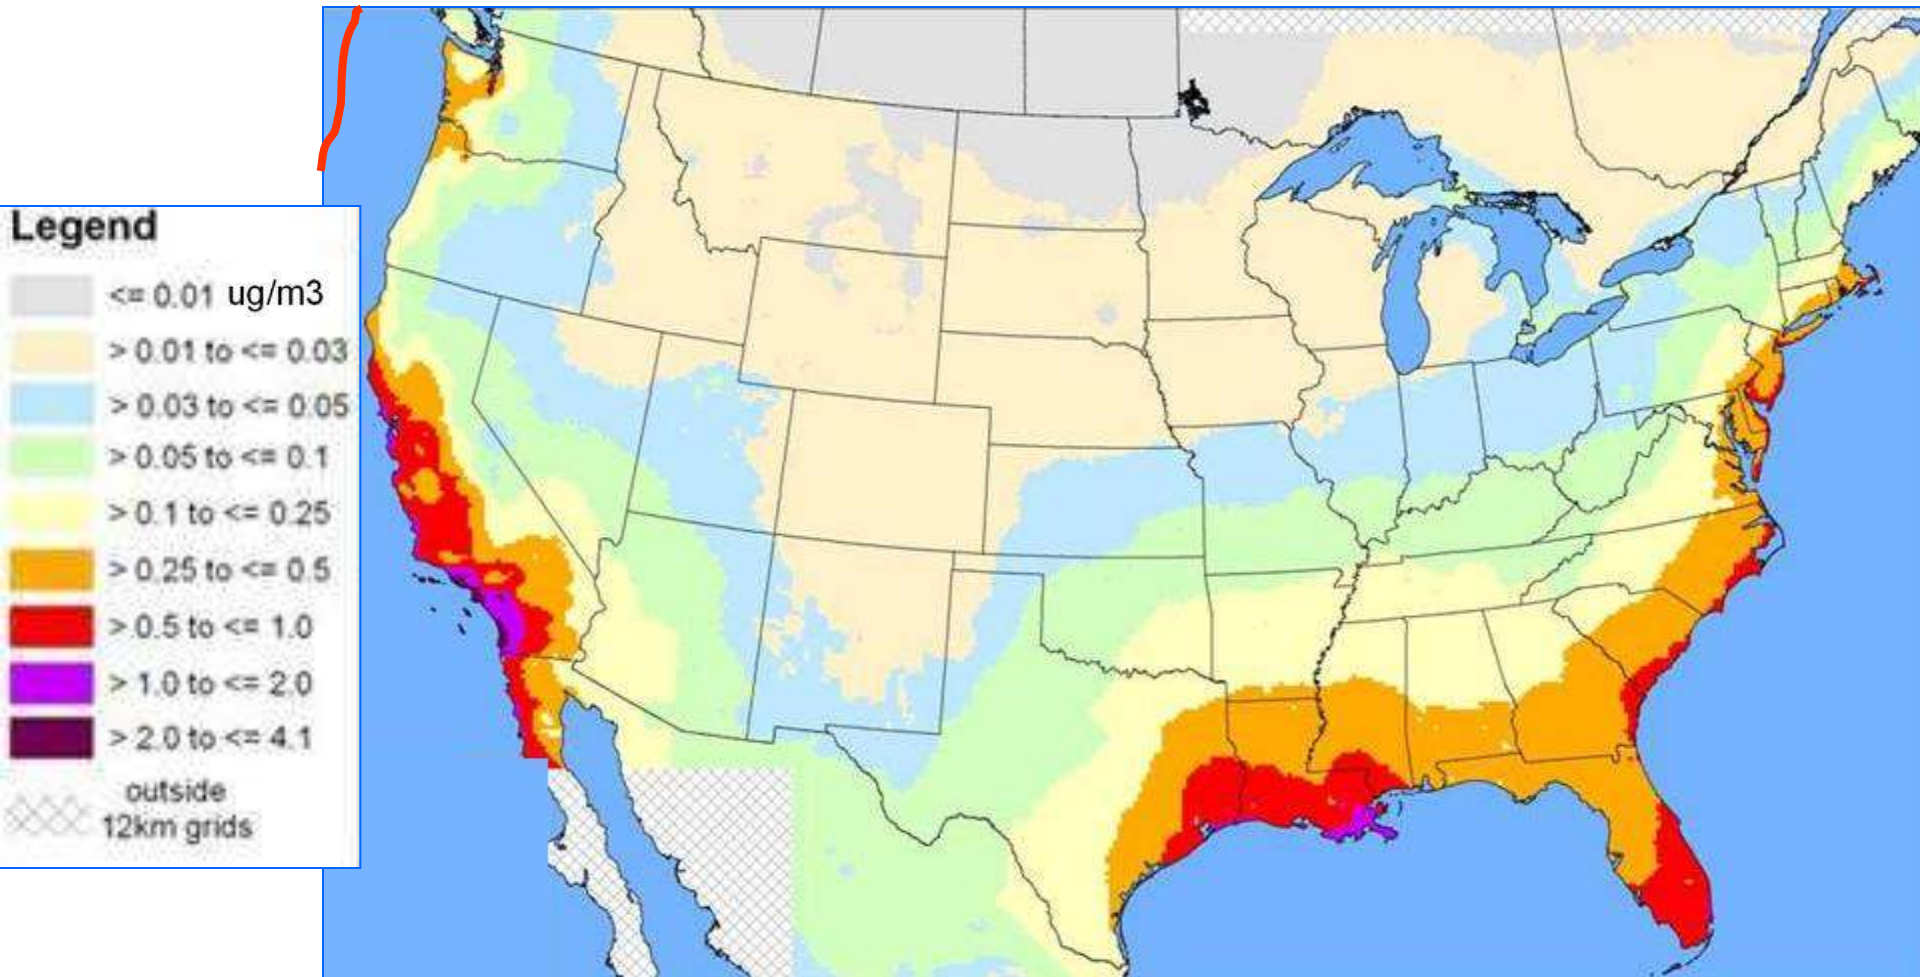 Legend
<= 0.01 ug/m3
> 0.01 to <= 0.03
> 0.03 to <= 0.05
> 0.05 to <= 0.1
> 0.1 to <= 0.25
> 0.25 to <= 0.5
> 0.5 to <= 1.0
> 1.0 to <= 2.0
> 2.0 to <= 4.1
outside
12km grids